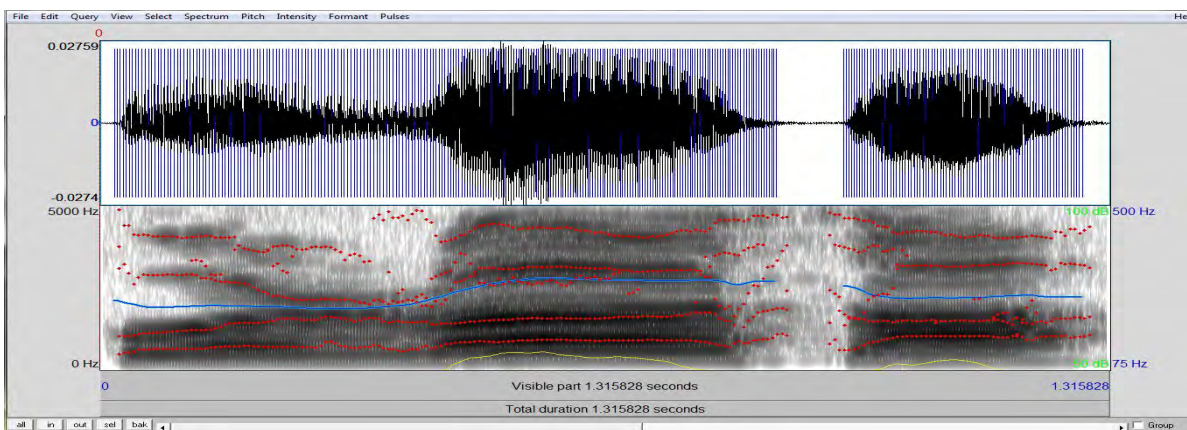 File Edit Query View Select Spectrum Pitch Intensity Formant Pulses He
0
0.02759
0
-0.0274
5000 Hz 100 dB 500 Hz
0 Hz 50 dB 75 Hz
0 Visible part 1.315828 seconds 1.315828
Total duration 1.315828 seconds
all in out sel bak Group